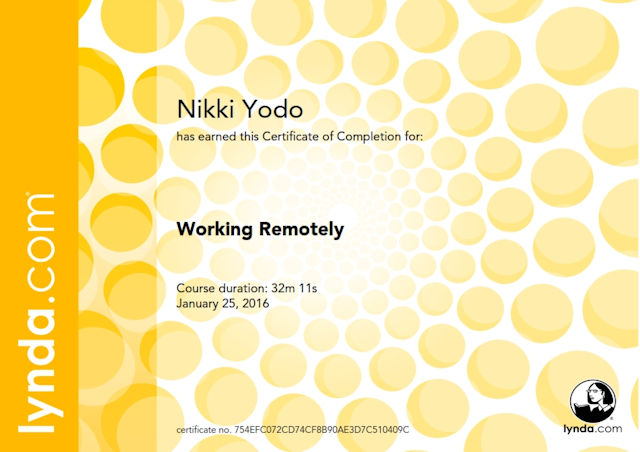 lynda.com
Nikki Yodo
has earned this Certificate of Completion for:
Working Remotely
Course duration: 32m 11s
January 25, 2016
certificate no. 754EFC072CD74CF8B90AE3D7C510409C
lynda.com